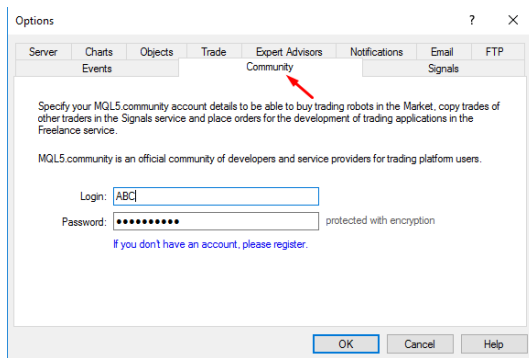 Options ? X
Server Charts Objects Trade Expert Advisors Notifications Email FTP
Events Community Signals
Specify your MQL5.community account details to be able to buy trading robots in the Market, copy trades of
other traders in the Signals service and place orders for the development of trading applications in the
Freelance service.
MQL5.community is an official community of developers and service providers for trading platform users.
Login: ABC
Password: ●●●●●●●●●● protected with encryption
If you don't have an account, please register.
OK Cancel Help